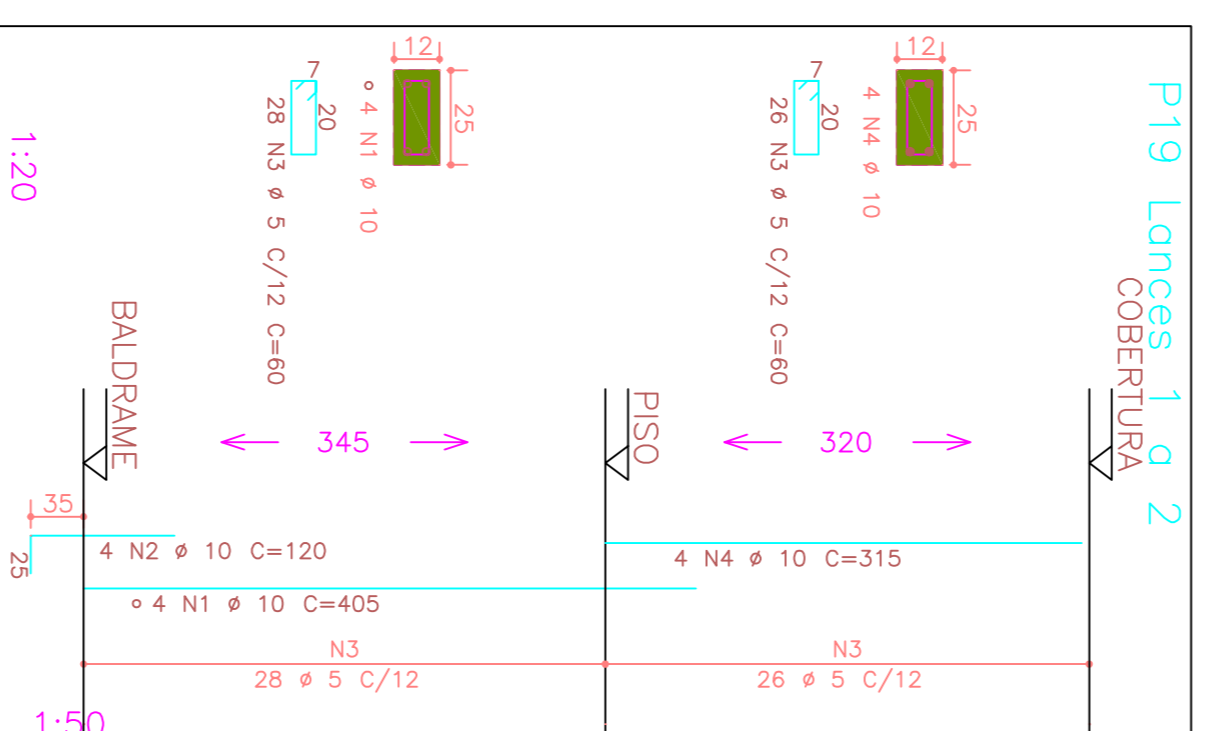 P19 Lances 1 a 2
COBERTURA
12
25
4 N4 ø 10
7
20
26 N3 ø 5 C/12 C=60
12
25
4 N1 ø 10
7
20
28 N3 ø 5 C/12 C=60
1:20
BALDRAME
345
PISO
320
35
25
4 N2 ø 10 C=120
4 N4 ø 10 C=315
4 N1 ø 10 C=405
N3
28 ø 5 C/12
N3
26 ø 5 C/12
1:50